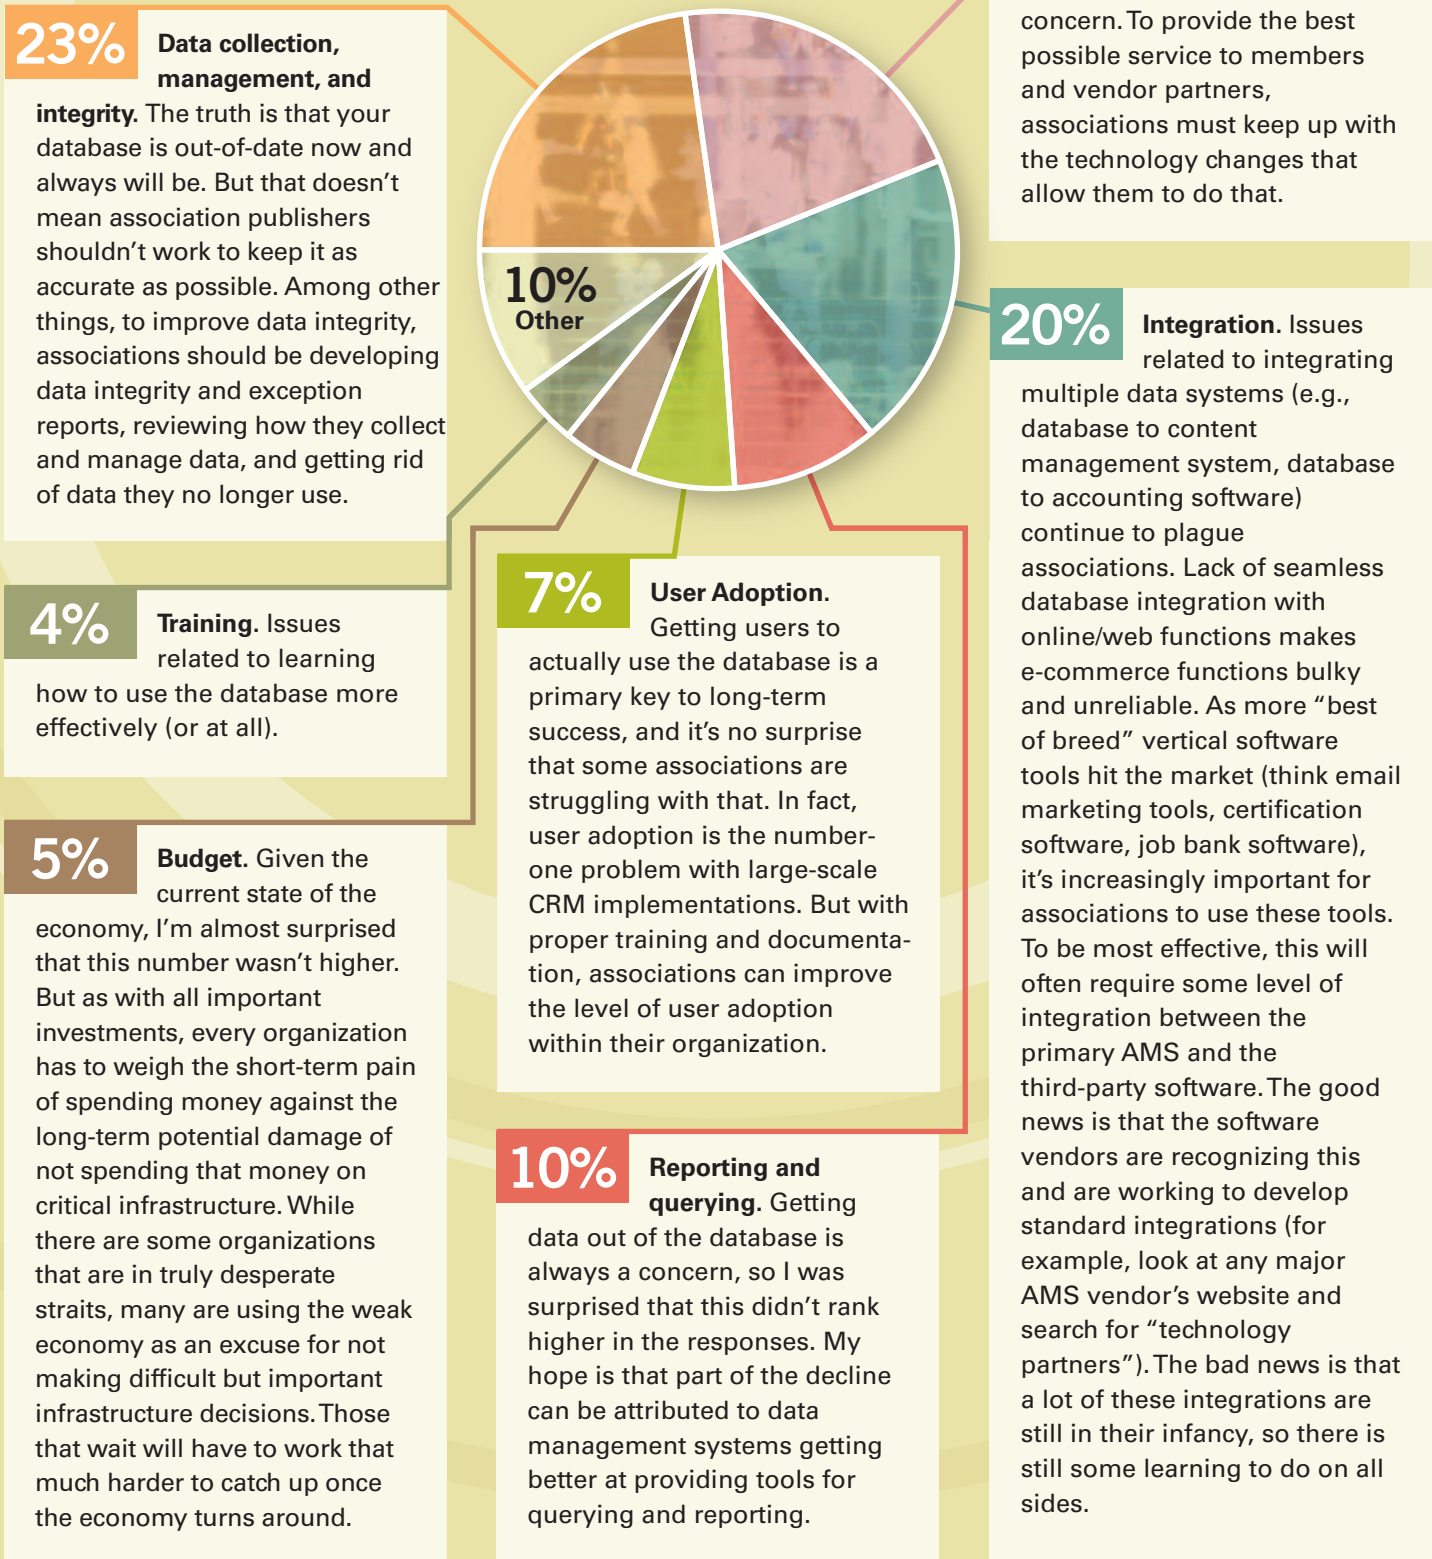 23% Data collection,
management, and
integrity. The truth is that your
database is out-of-date now and
always will be. But that doesn’t
mean association publishers
shouldn’t work to keep it as
accurate as possible. Among other
things, to improve data integrity,
associations should be developing
data integrity and exception
reports, reviewing how they collect
and manage data, and getting rid
of data they no longer use.
4% Training. Issues
related to learning
how to use the database more
effectively (or at all).
5% Budget. Given the
current state of the
economy, I’m almost surprised
that this number wasn’t higher.
But as with all important
investments, every organization
has to weigh the short-term pain
of spending money against the
long-term potential damage of
not spending that money on
critical infrastructure. While
there are some organizations
that are in truly desperate
straits, many are using the weak
economy as an excuse for not
making difficult but important
infrastructure decisions. Those
that wait will have to work that
much harder to catch up once
the economy turns around.
10%
Other
7% User Adoption.
Getting users to
actually use the database is a
primary key to long-term
success, and it’s no surprise
that some associations are
struggling with that. In fact,
user adoption is the number-
one problem with large-scale
CRM implementations. But with
proper training and documenta-
tion, associations can improve
the level of user adoption
within their organization.
10% Reporting and
querying. Getting
data out of the database is
always a concern, so I was
surprised that this didn’t rank
higher in the responses. My
hope is that part of the decline
can be attributed to data
management systems getting
better at providing tools for
querying and reporting.
concern. To provide the best
possible service to members
and vendor partners,
associations must keep up with
the technology changes that
allow them to do that.
20% Integration. Issues
related to integrating
multiple data systems (e.g.,
database to content
management system, database
to accounting software)
continue to plague
associations. Lack of seamless
database integration with
online/web functions makes
e-commerce functions bulky
and unreliable. As more “best
of breed” vertical software
tools hit the market (think email
marketing tools, certification
software, job bank software),
it’s increasingly important for
associations to use these tools.
To be most effective, this will
often require some level of
integration between the
primary AMS and the
third-party software. The good
news is that the software
vendors are recognizing this
and are working to develop
standard integrations (for
example, look at any major
AMS vendor’s website and
search for “technology
partners”). The bad news is that
a lot of these integrations are
still in their infancy, so there is
still some learning to do on all
sides.